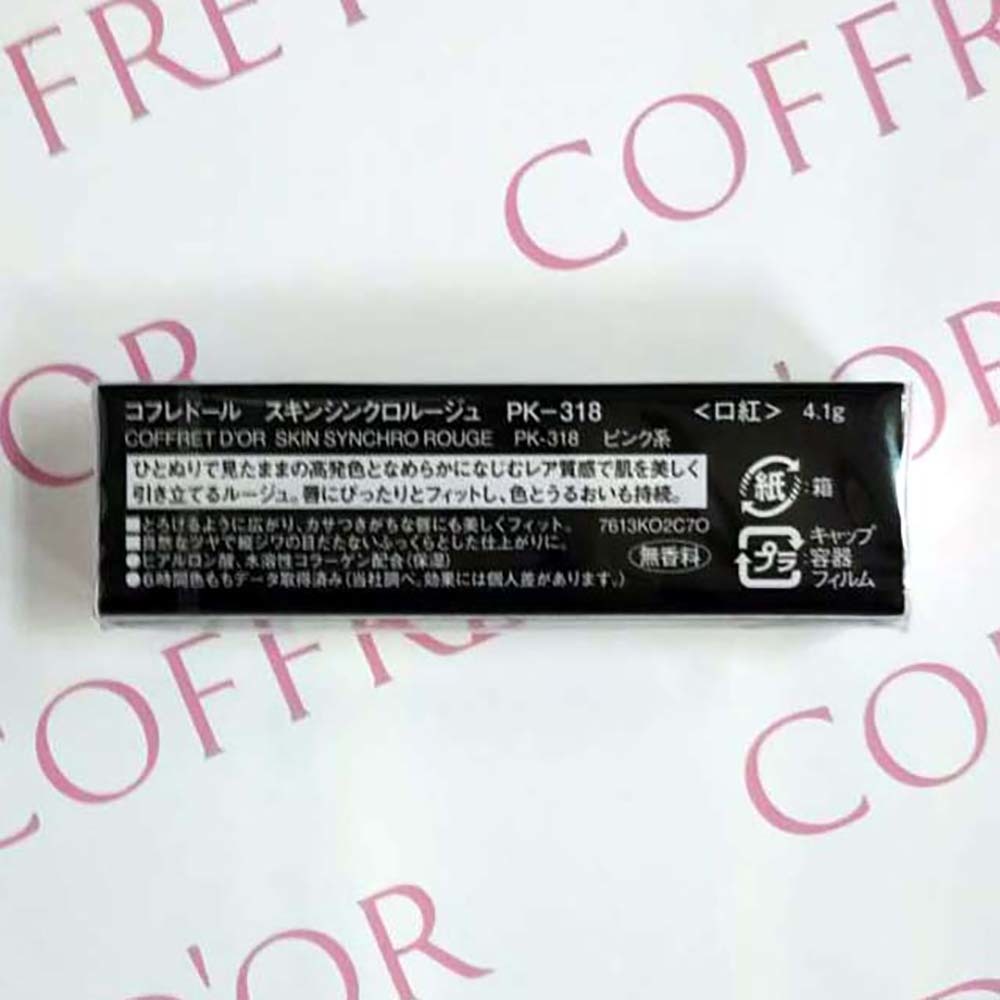 FRET
COFFR
OR
OR
コフレドール スキンシンクロルージュ PK-318 <口紅> 4.1g
COFFRET D'OR SKIN SYNCHRO ROUGE PK-318 ピンク系
ひとぬりで見たままの高発色となめらかになじむレア質感で肌を美しく
引き立てるルージュ。唇にぴったりとフィットし、色とうるおいも持続。
■とろけるように広がり、カサつきがちな唇にも美しくフィット。 7613KO2C7O
■自然なツヤで縦ジワの目だたないふっくらとした仕上がりに。
●ヒアルロン酸、水溶性コラーゲン配合(保湿)
●6時間色もちデータ取得済み(当社調べ。効果には個人差があります。)
無香料
紙 :箱
プラ :キャップ
容器
フィルム
COFFRE
COF
D'OR